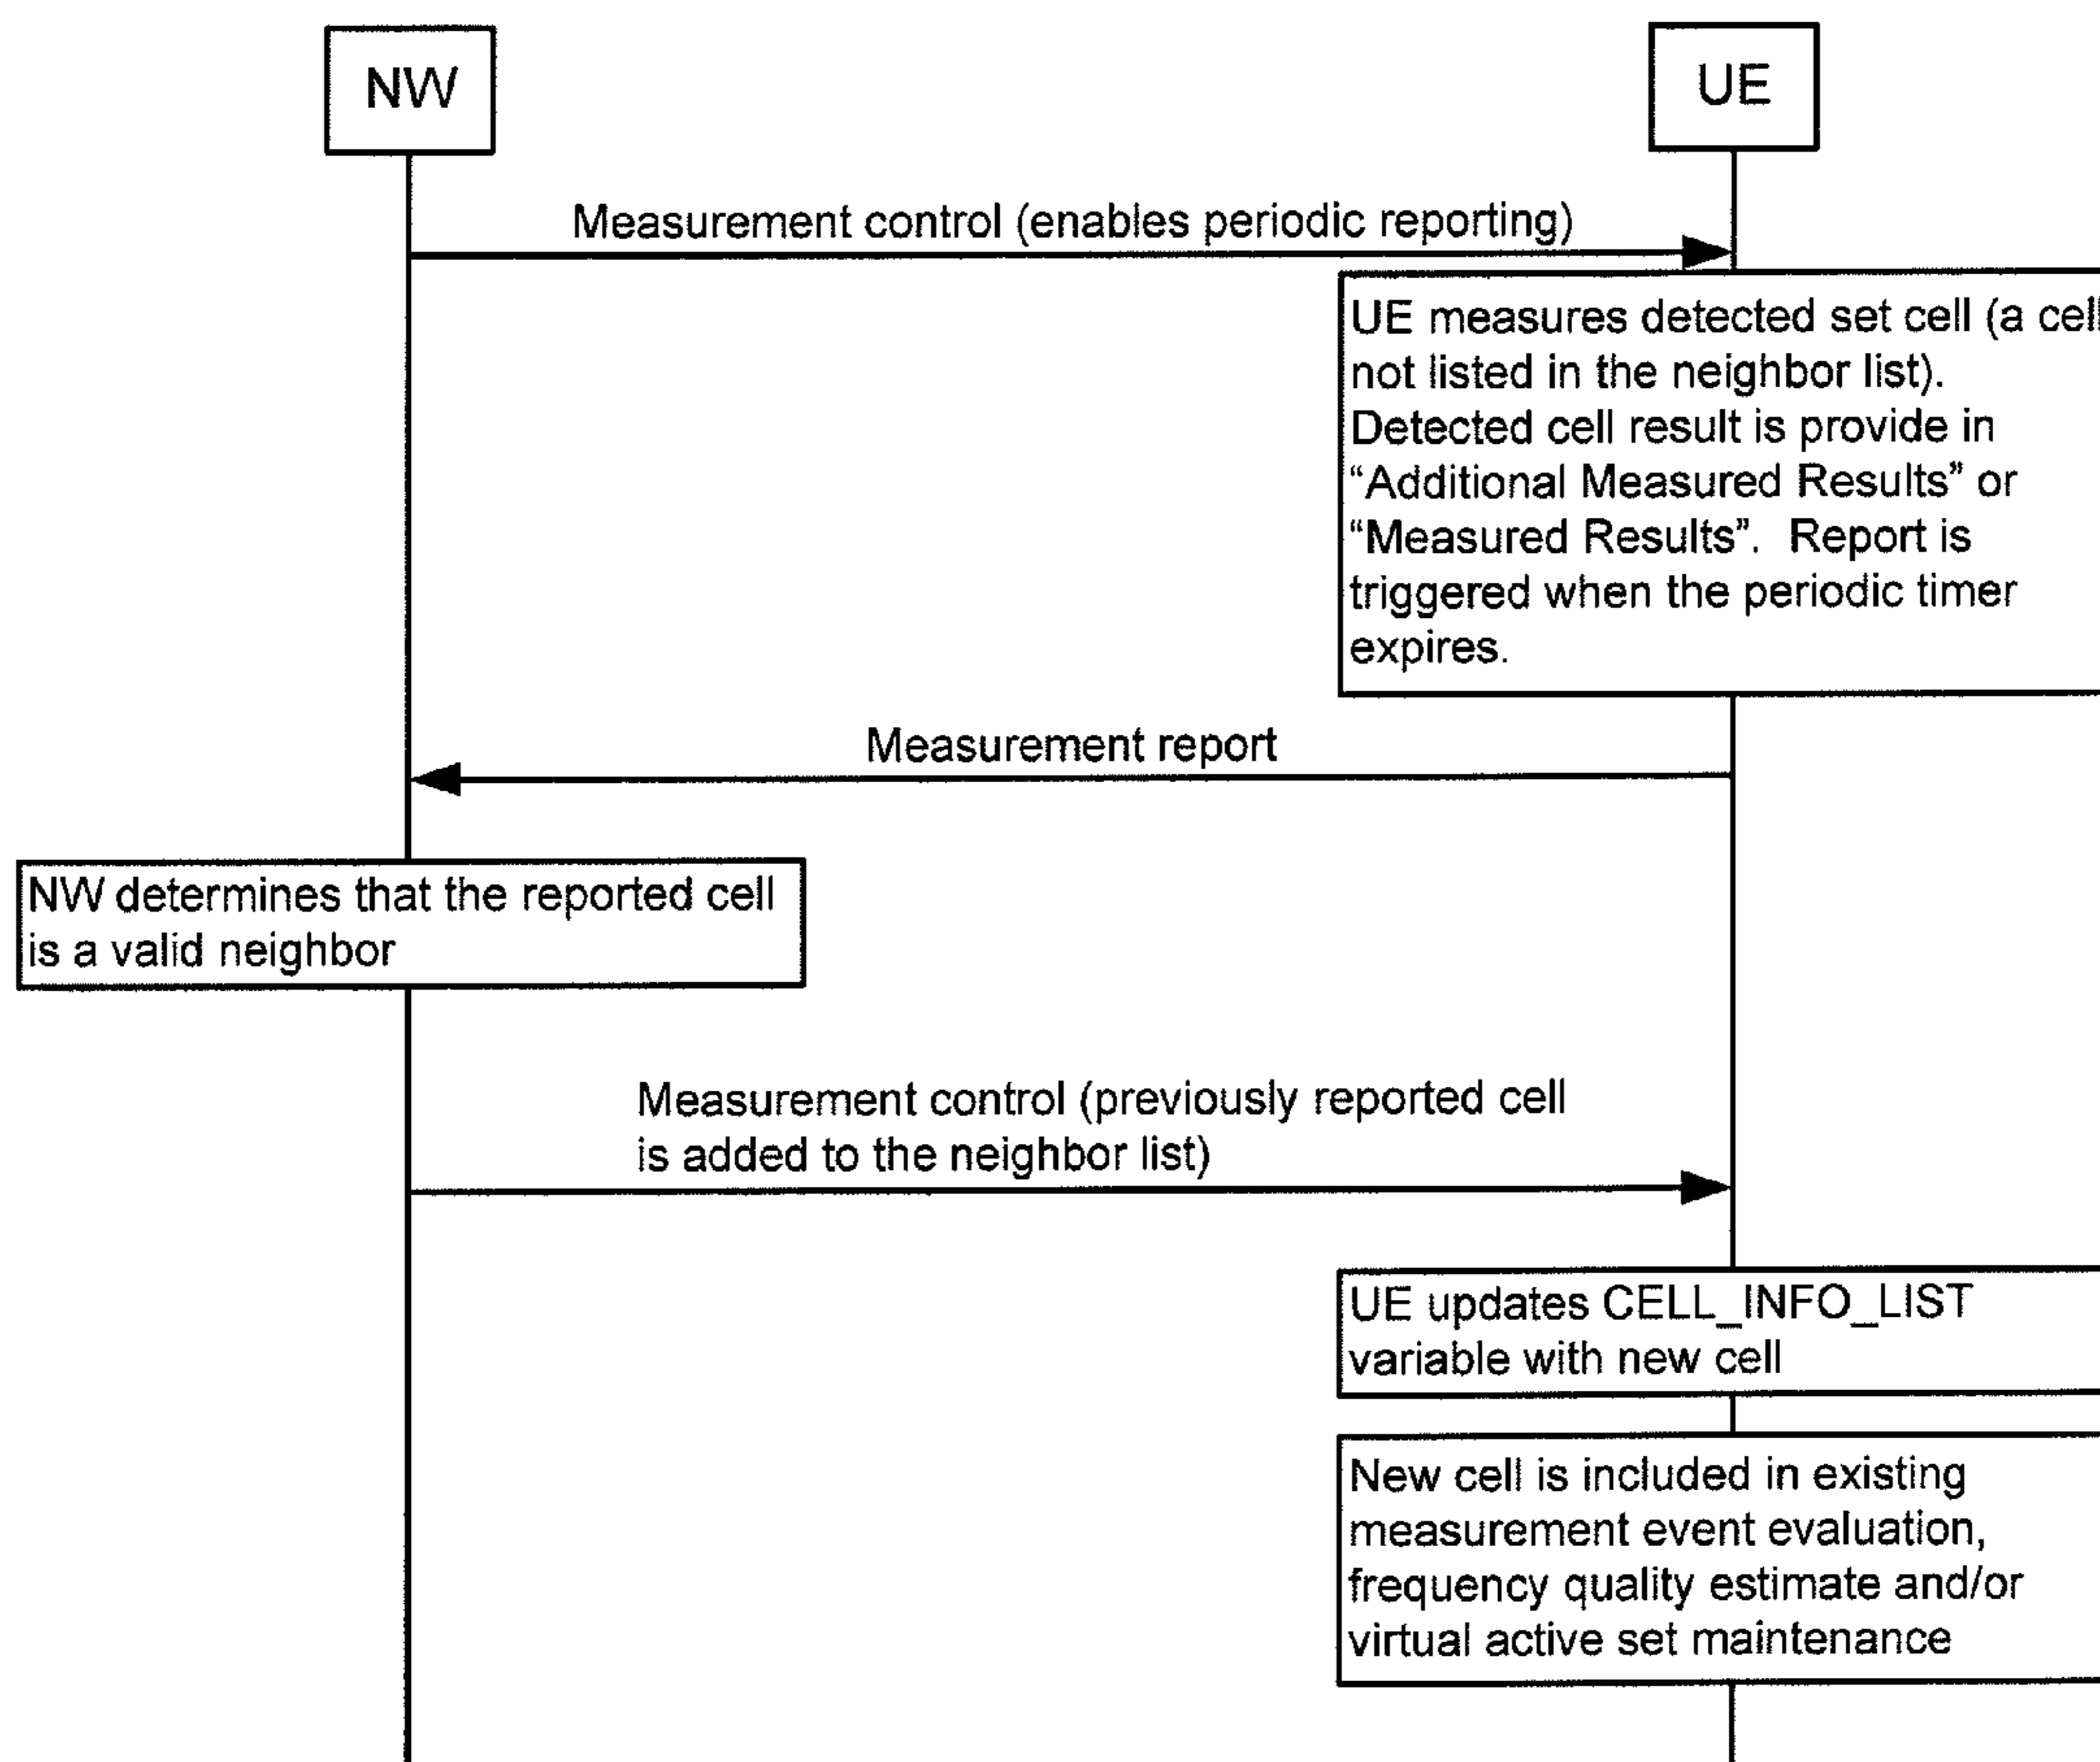 NW
UE
Measurement control (enables periodic reporting)
UE measures detected set cell (a cell
not listed in the neighbor list).
Detected cell result is provide in
“Additional Measured Results” or
“Measured Results”.  Report is
triggered when the periodic timer
expires.
Measurement report
NW determines that the reported cell
is a valid neighbor
Measurement control (previously reported cell
is added to the neighbor list)
UE updates CELL_INFO_LIST
variable with new cell
New cell is included in existing
measurement event evaluation,
frequency quality estimate and/or
virtual active set maintenance